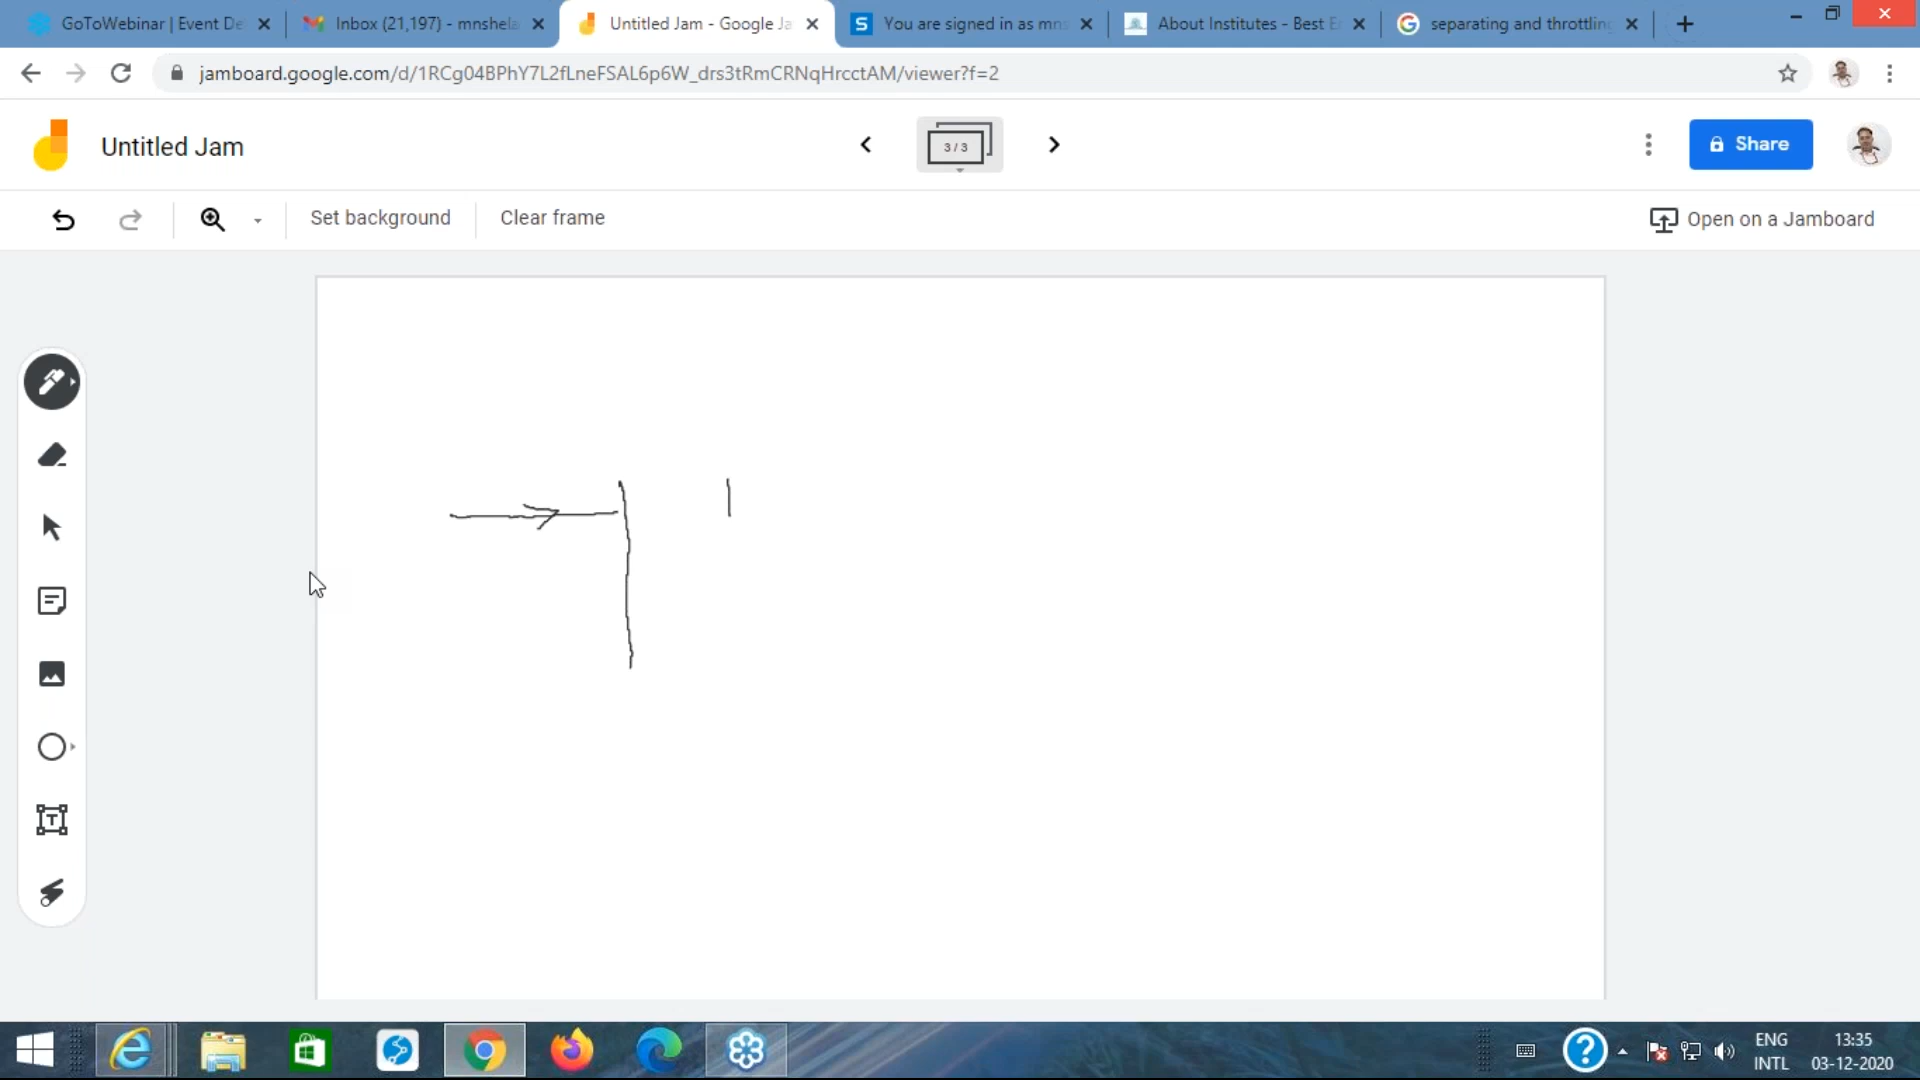 GoToWebinar | Event De
Inbox (21,197) - mnshela
Untitled Jam - Google Ja
You are signed in as mns
About Institutes - Best E
separating and throttling
jamboard.google.com/d/1RCg04BPhY7L2fLneFSAL6p6W_drs3tRmCRNqHrcctAM/viewer?f=2
Untitled Jam
3 / 3
Share
Set background
Clear frame
Open on a Jamboard
ENG
INTL
13:35
03-12-2020